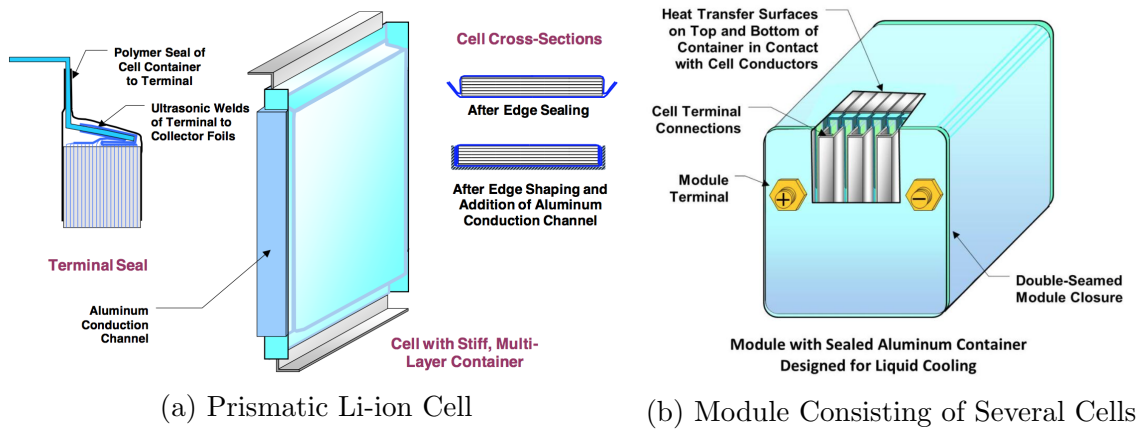 Polymer Seal of
Cell Container
to Terminal
Ultrasonic Welds
of Terminal to
Collector Foils
Terminal Seal
Aluminum
Conduction
Channel
Cell with Stiff, Multi-
Layer Container
Cell Cross-Sections
After Edge Sealing
After Edge Shaping and
Addition of Aluminum
Conduction Channel
(a) Prismatic Li-ion Cell
Heat Transfer Surfaces
on Top and Bottom of
Container in Contact
with Cell Conductors
Cell Terminal
Connections
Module
Terminal
+
−
Double-Seamed
Module Closure
Module with Sealed Aluminum Container
Designed for Liquid Cooling
(b) Module Consisting of Several Cells